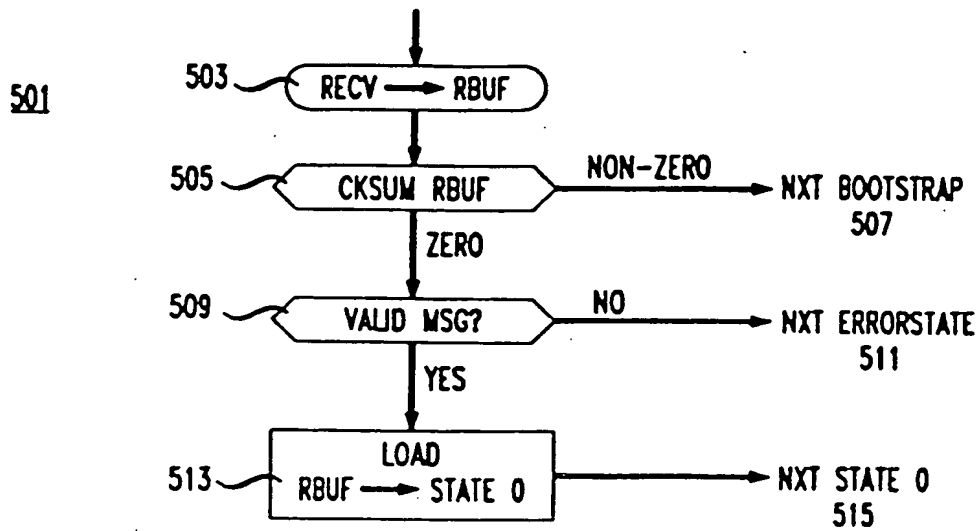 501
503
RECV → RBUF
505
CKSUM RBUF
NON-ZERO
NXT BOOTSTRAP
507
ZERO
509
VALID MSG?
NO
NXT ERRORSTATE
511
YES
513
LOAD
RBUF → STATE 0
NXT STATE 0
515